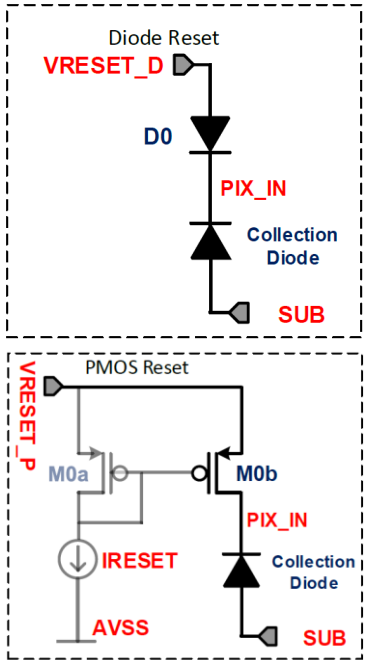 Diode Reset
VRESET_D
D0
PIX_IN
Collection
Diode
SUB
PMOS Reset
VRESET_P
M0a
M0b
PIX_IN
IRESET
Collection
Diode
AVSS
SUB